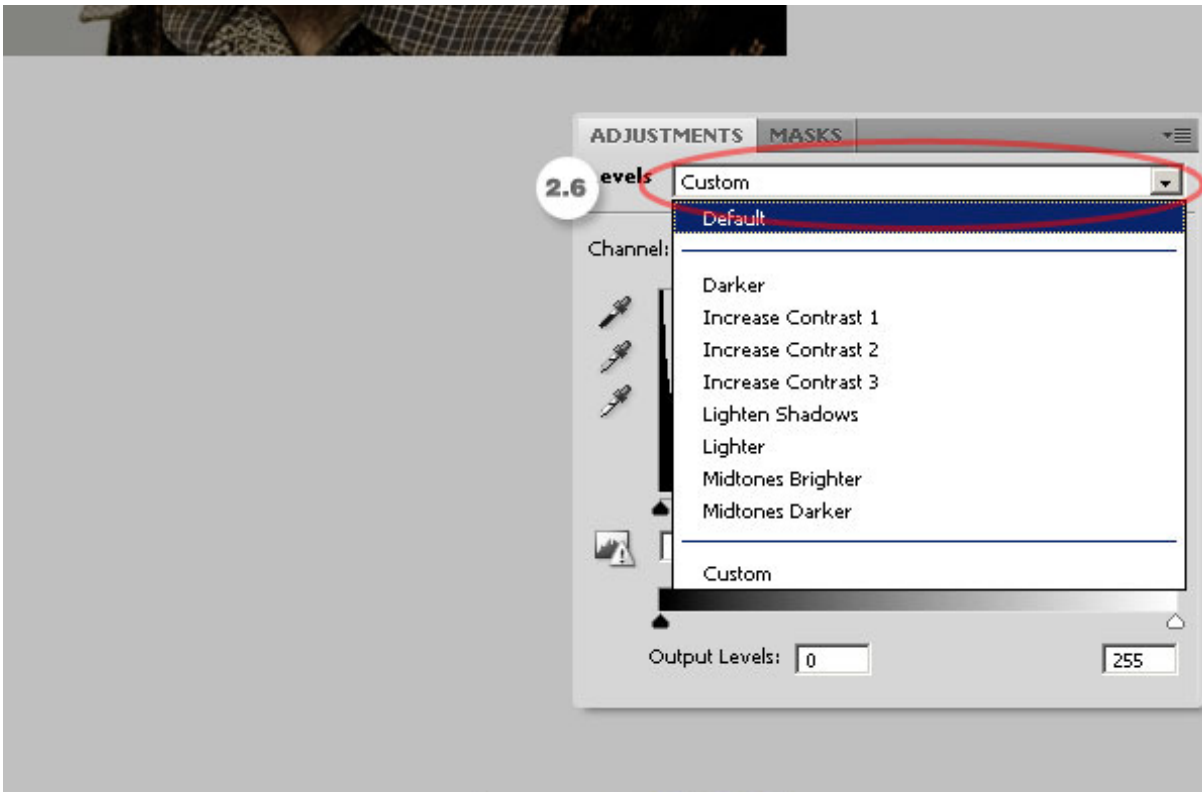 ADJUSTMENTS MASKS
2.6 evels Custom
Default
Channel:
Darker
Increase Contrast 1
Increase Contrast 2
Increase Contrast 3
Lighten Shadows
Lighter
Midtones Brighter
Midtones Darker
Custom
Output Levels: 0 255